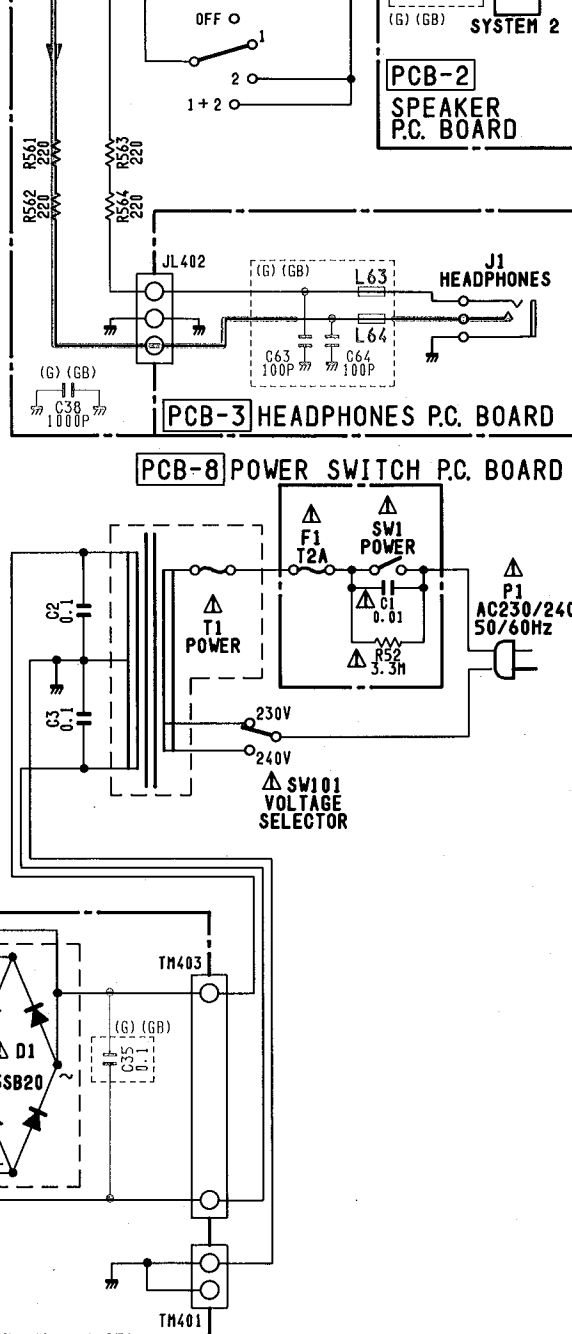 OFF
1
2
1+2
(G) (GB)
SYSTEM 2
PCB-2
SPEAKER
P.C. BOARD
R561
220
R563
220
R562
220
R564
220
JL402
(G) (GB)
L63
L64
C63
100P
C64
100P
J1
HEADPHONES
(G) (GB)
C38
1000P
PCB-3 HEADPHONES P.C. BOARD
PCB-8 POWER SWITCH P.C. BOARD
F1
T2A
SW1
POWER
C1
0.01
R52
3.3M
P1
AC230/240
50/60Hz
C2
0.1
C3
0.1
T1
POWER
230V
240V
SW101
VOLTAGE
SELECTOR
TM403
(G) (GB)
C35
0.1
D1
SB20
~
TM401